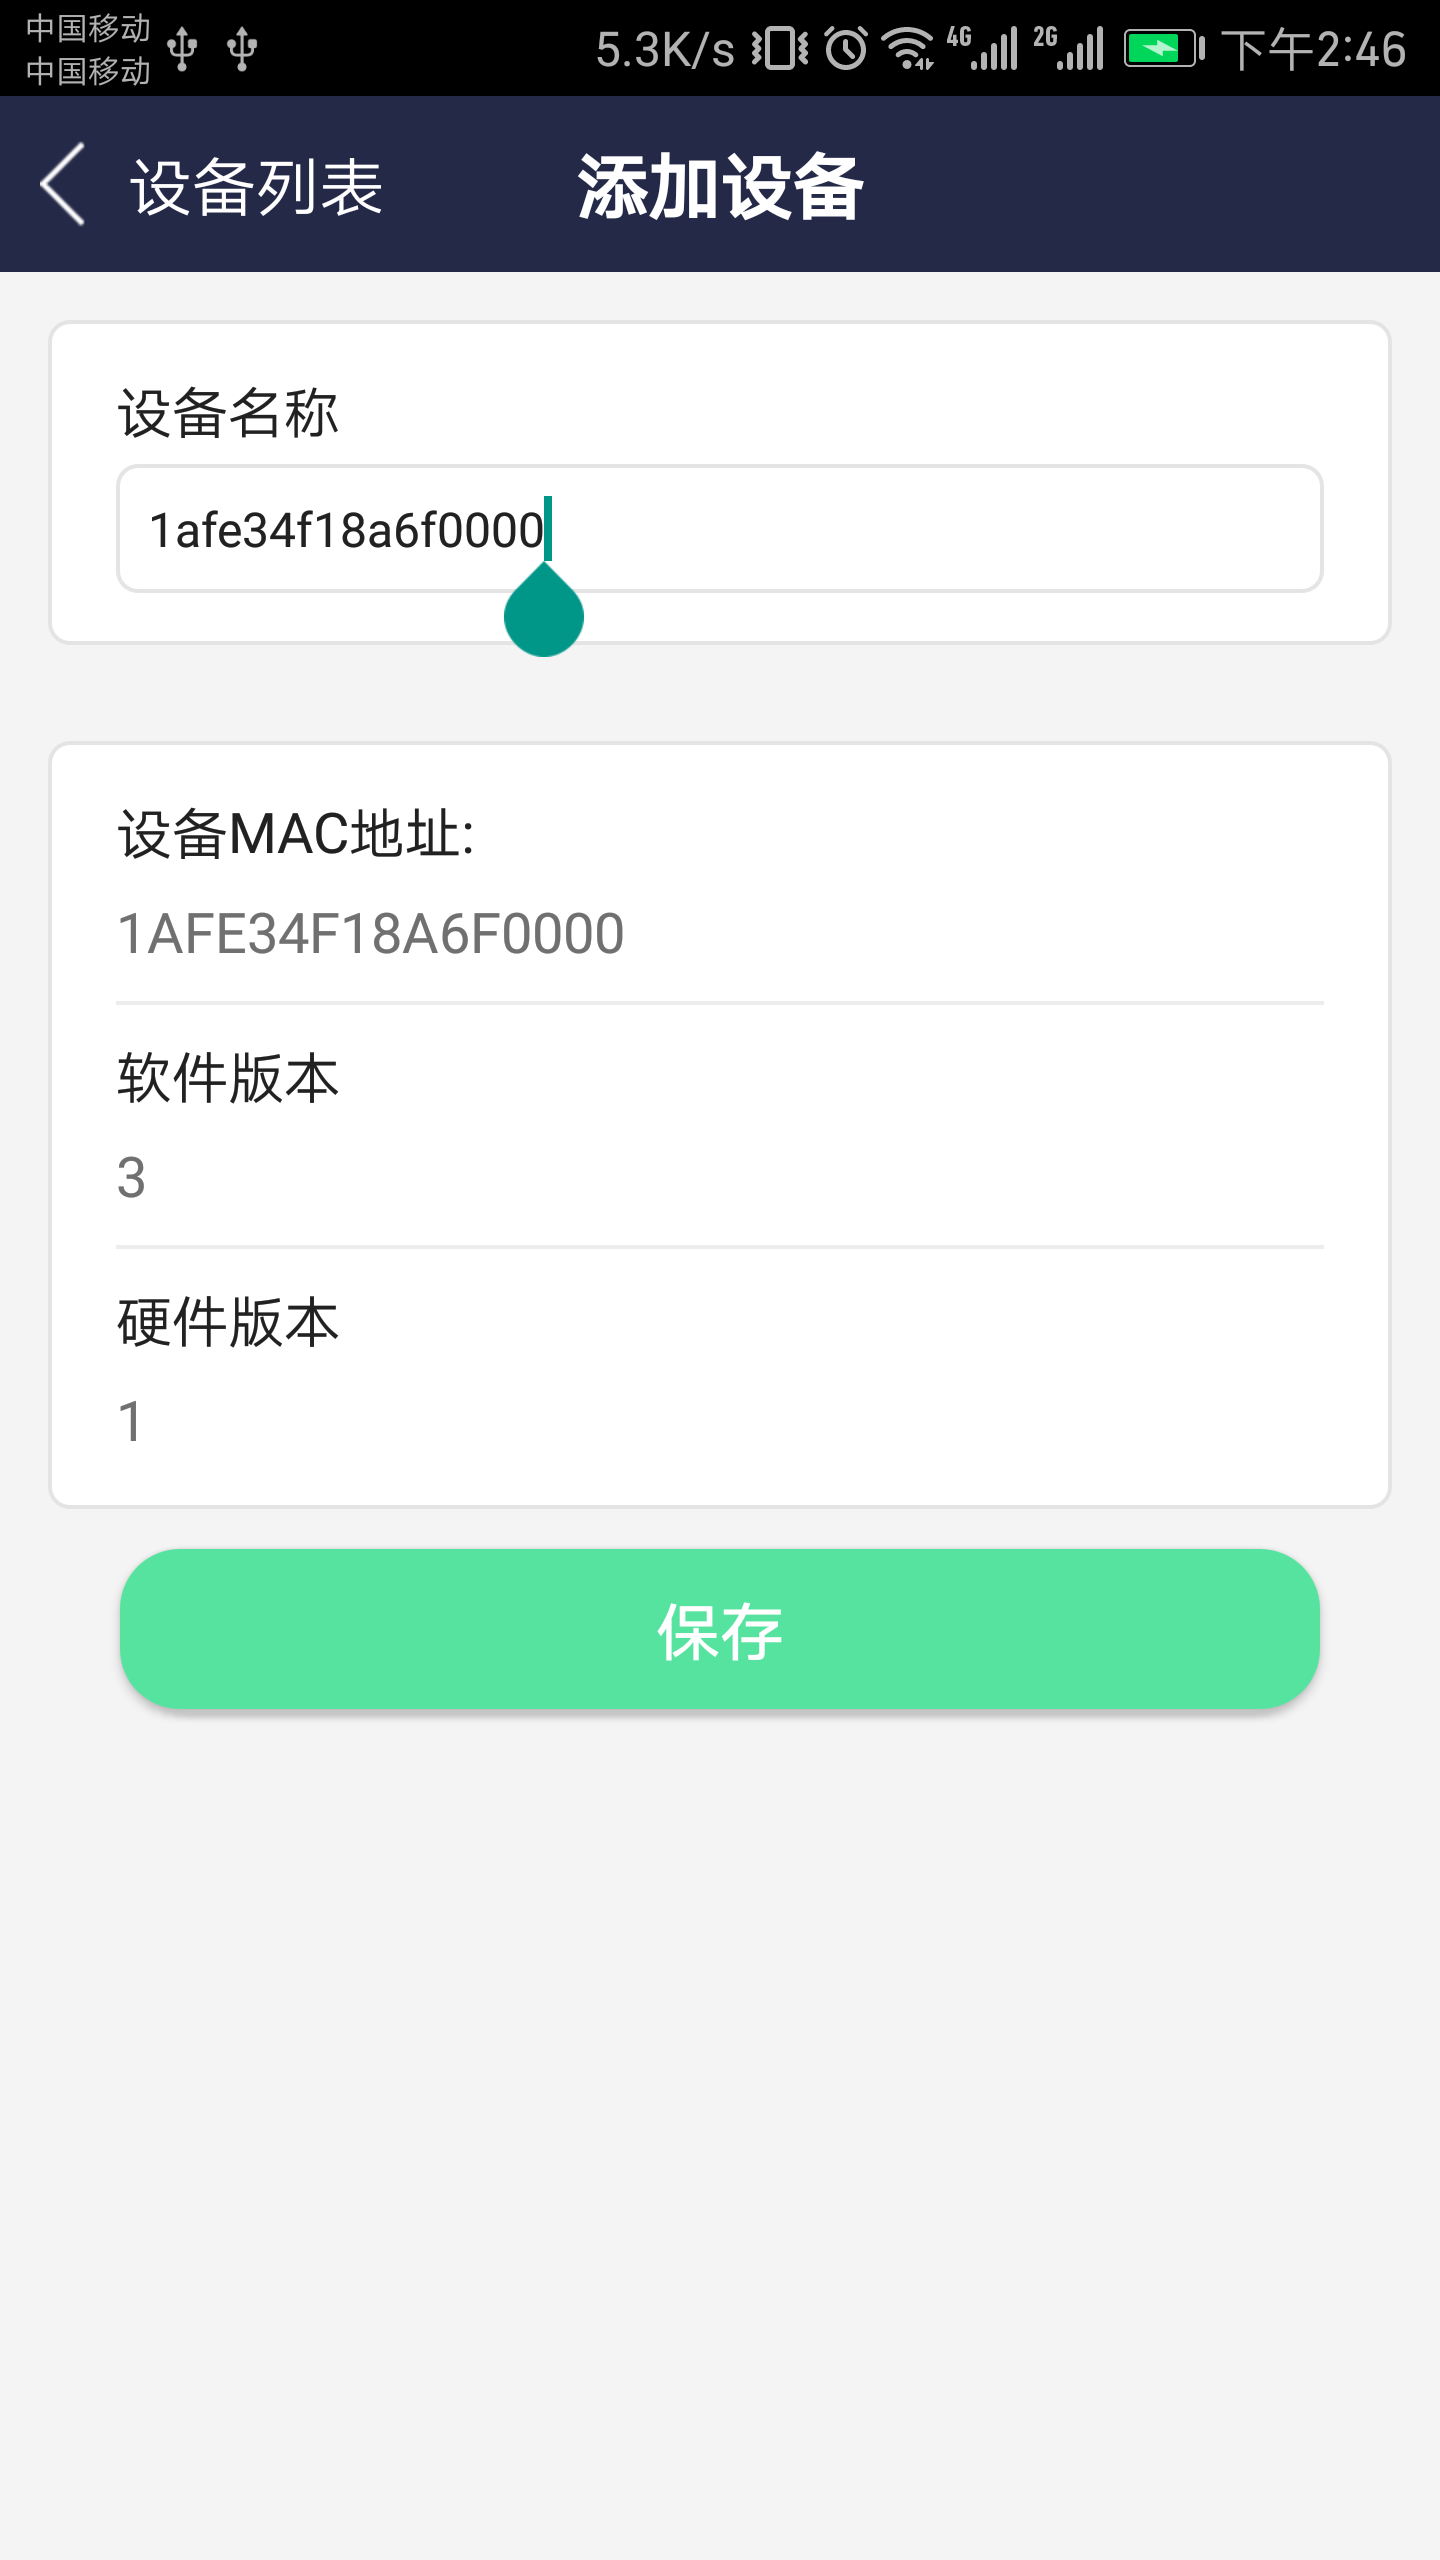 中国移动
中国移动
5.3K/s 4G 2G 下午2:46
设备列表 添加设备
设备名称
1afe34f18a6f0000
设备MAC地址:
1AFE34F18A6F0000
软件版本
3
硬件版本
1
保存